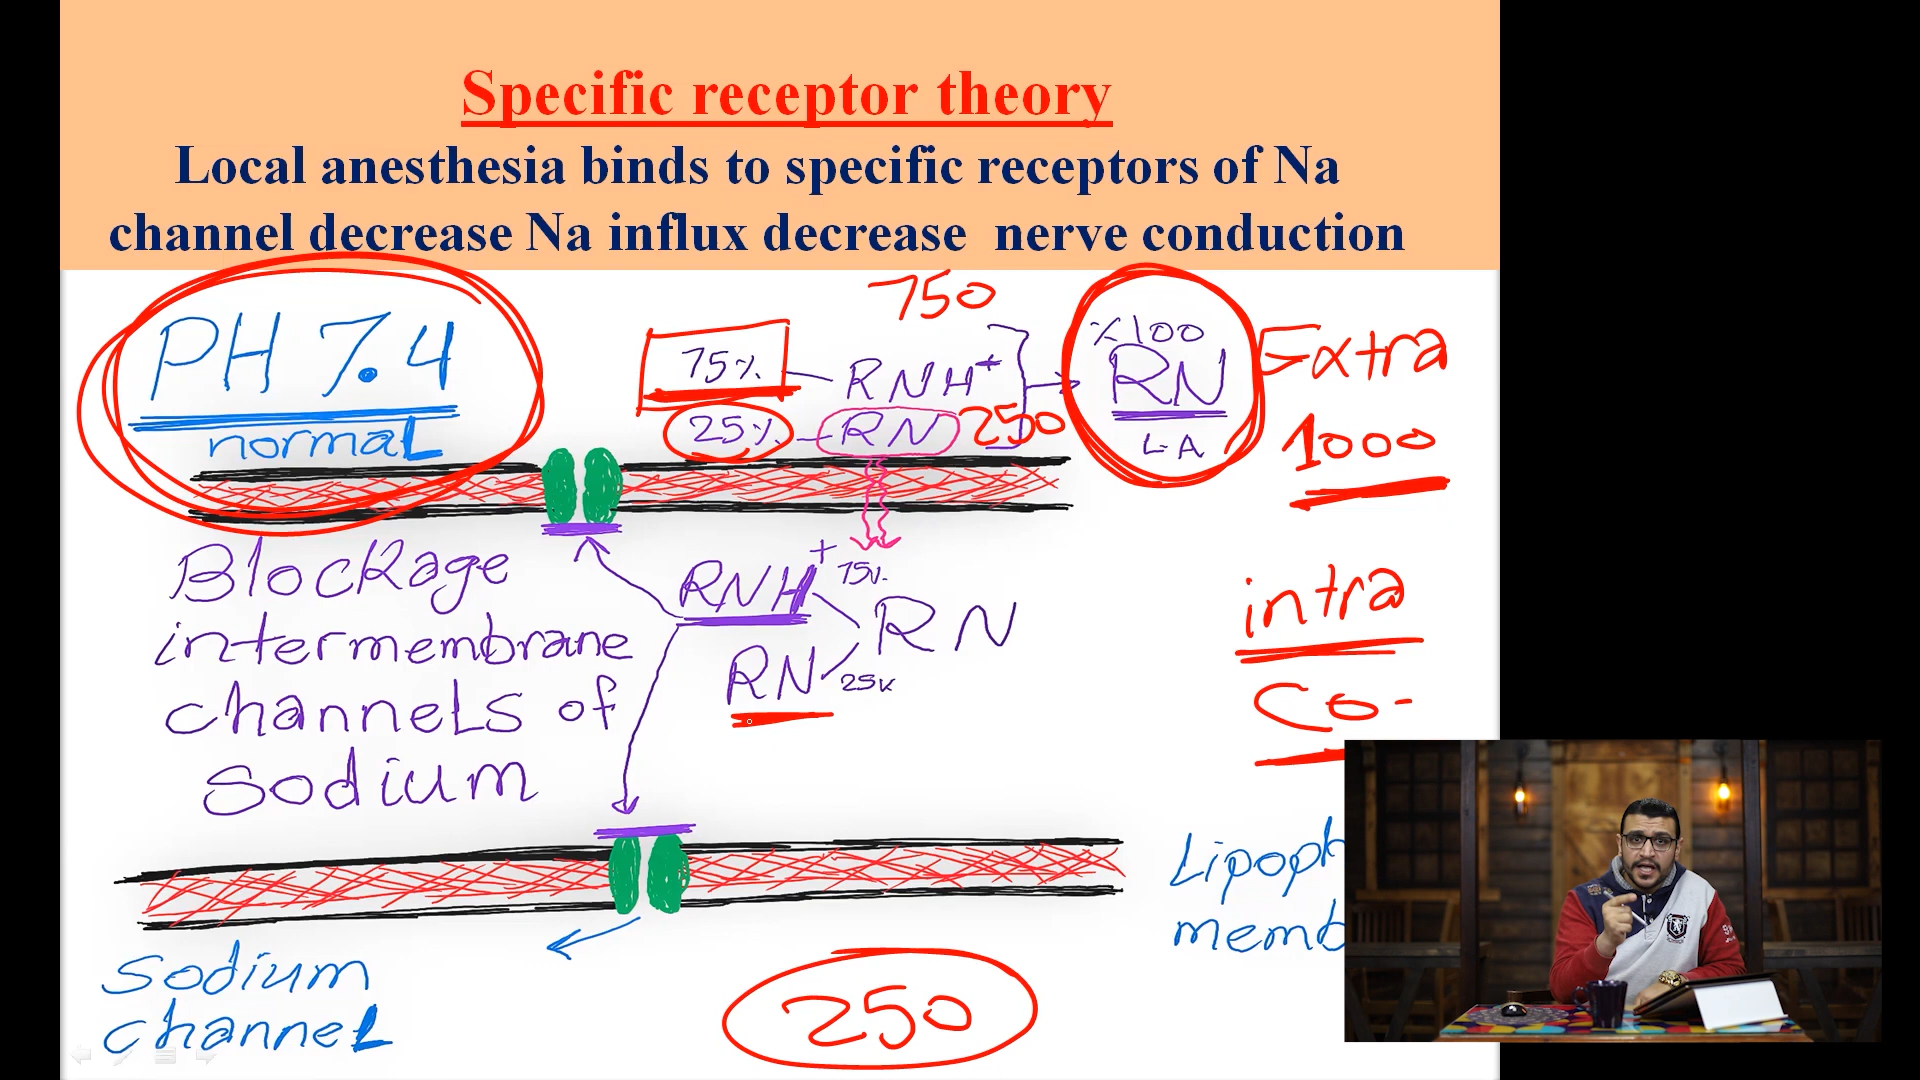 Specific receptor theory
Local anesthesia binds to specific receptors of Na
channel decrease Na influx decrease nerve conduction
PH 7.4
normal
750
75%
RNH+
25%
RN
250
%100
RN
L-A
Extra
1000
Blockage
intermembrane
channels of
sodium
RNH+
75%
RN
RN
25%
intra
Co-
Lipoph
memb
Sodium
channel
250